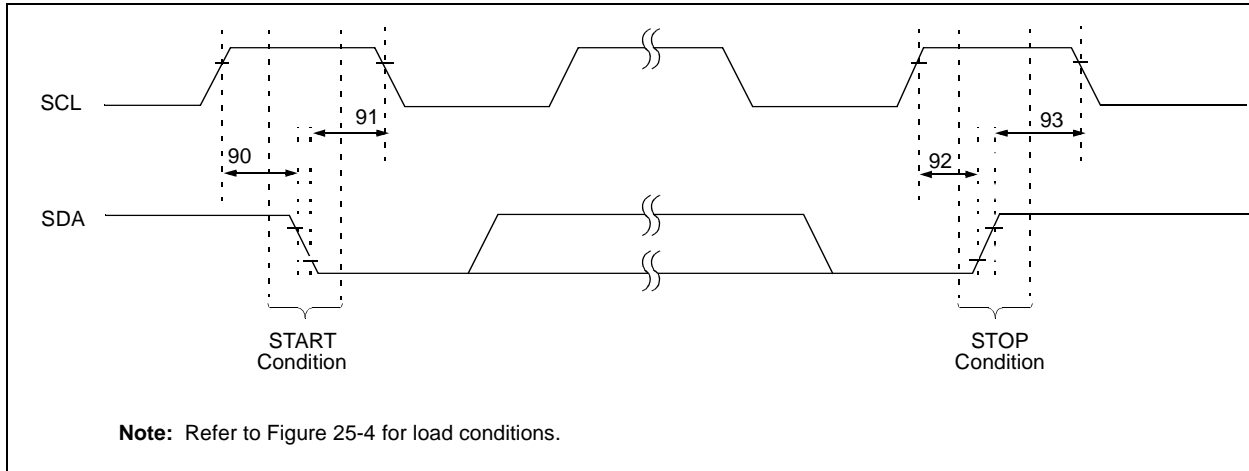 SCL
91
93
90
92
SDA
START
Condition
STOP
Condition
Note: Refer to Figure 25-4 for load conditions.